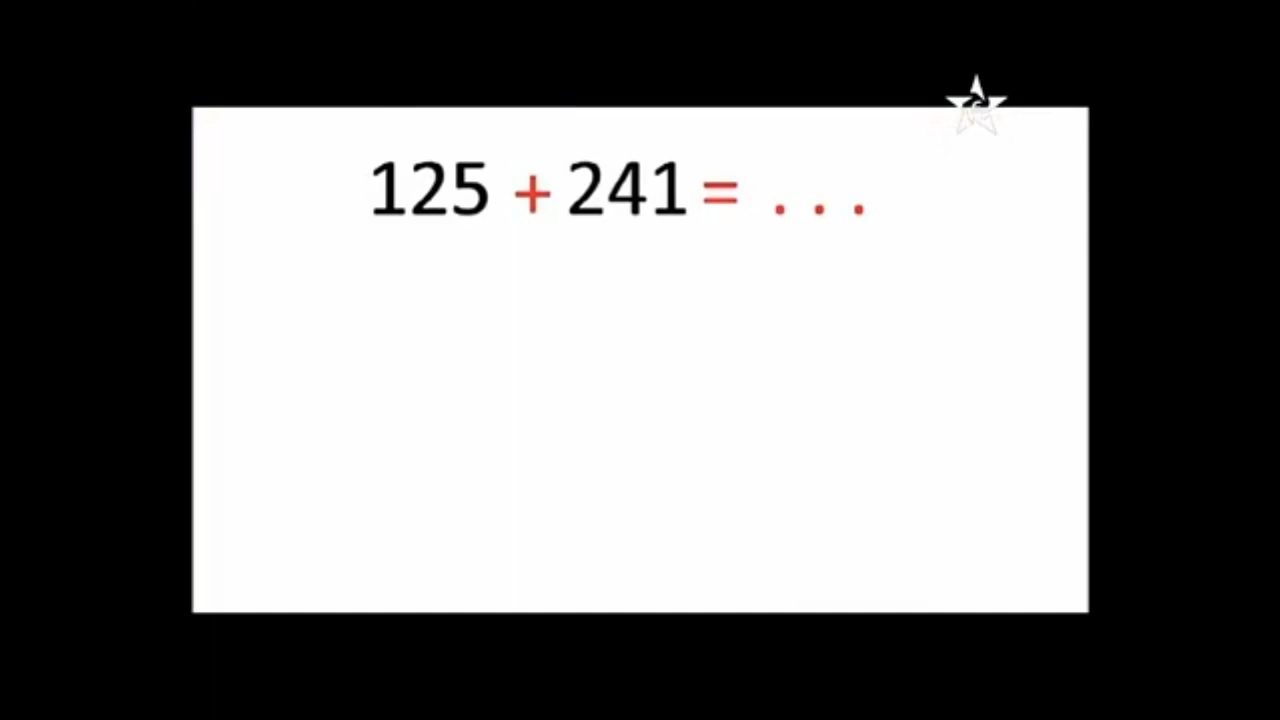 125 + 241 = . . .